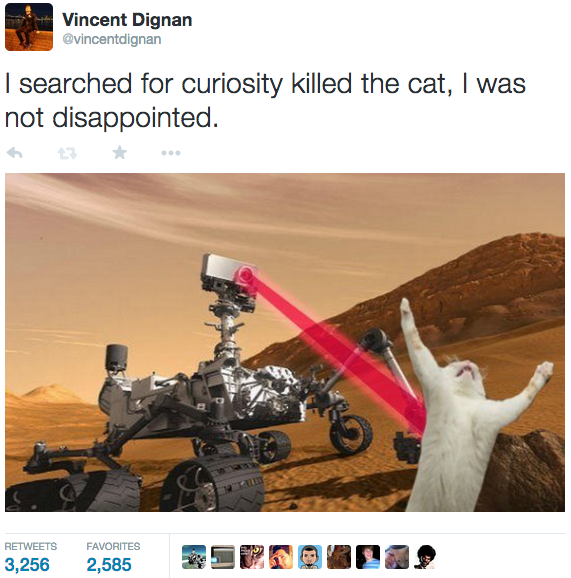 Vincent Dignan
@vincentdignan
I searched for curiosity killed the cat, I was
not disappointed.
RETWEETS FAVORITES
3,256 2,585